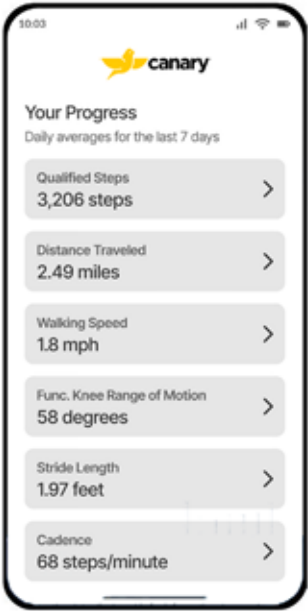 10:03
canary
Your Progress
Daily averages for the last 7 days
Qualified Steps
3,206 steps
Distance Traveled
2.49 miles
Walking Speed
1.8 mph
Func. Knee Range of Motion
58 degrees
Stride Length
1.97 feet
Cadence
68 steps/minute